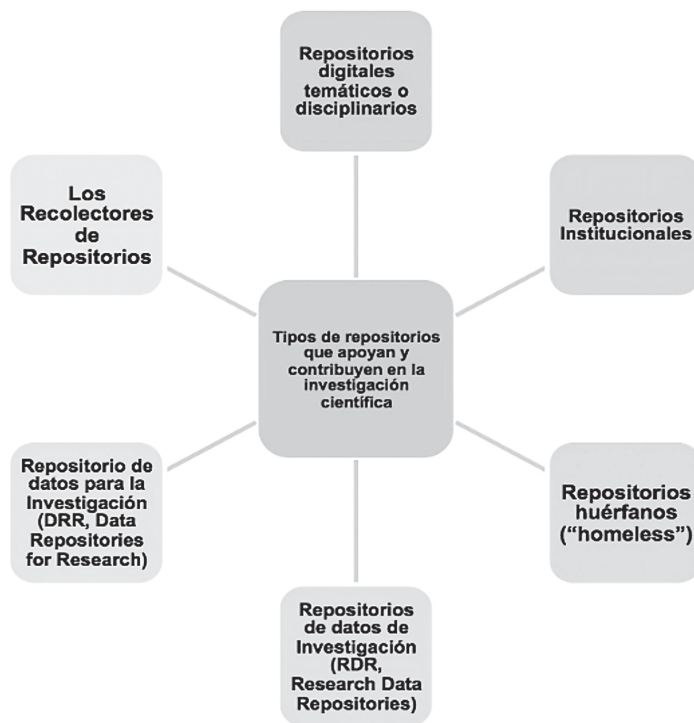 Repositorios
digitales
temáticos o
disciplinarios
Los
Recolectores
de
Repositorios
Repositorios
Institucionales
Tipos de repositorios
que apoyan y
contribuyen en la
investigación
científica
Repositorio de
datos para la
Investigación
(DRR, Data
Repositories
for Research)
Repositorios
huérfanos
(“homeless”)
Repositorios
de datos de
Investigación
(RDR,
Research Data
Repositories)